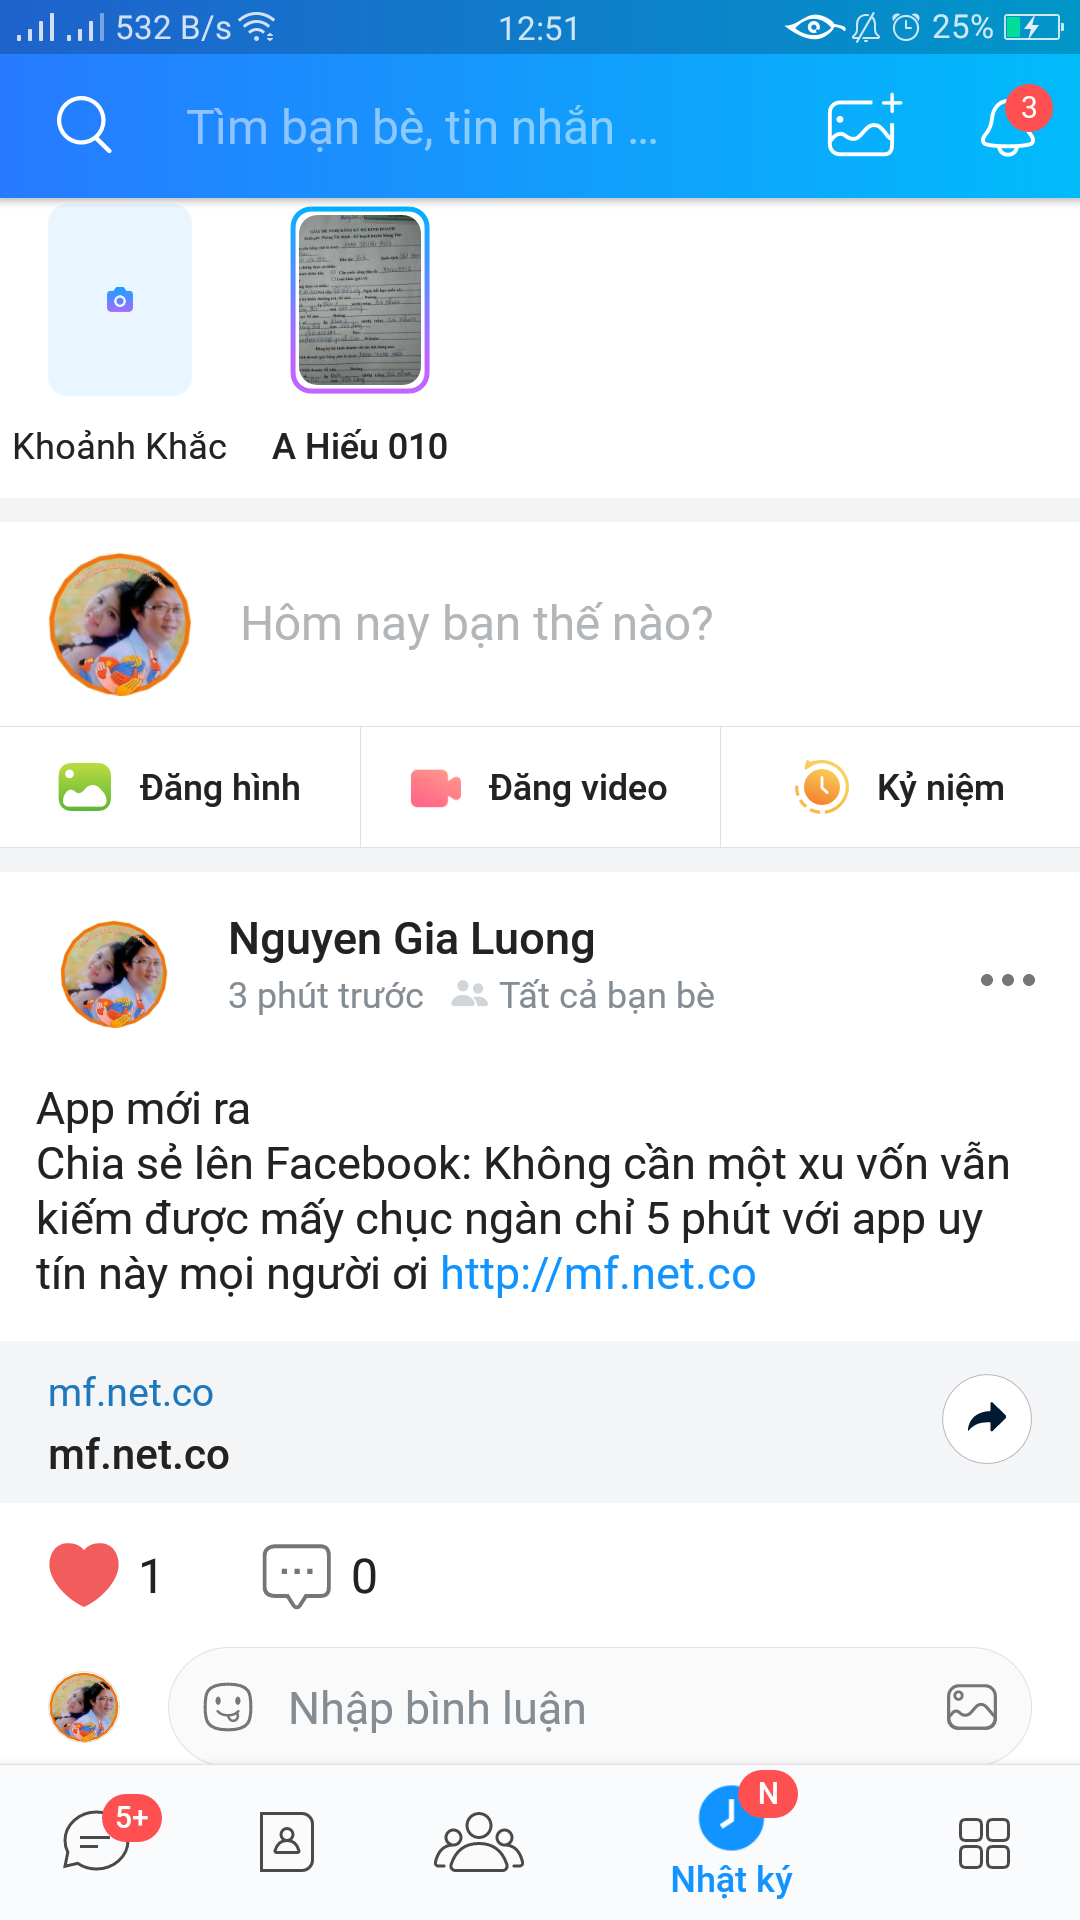 532 B/s 12:51 25%
Tìm bạn bè, tin nhắn ...
3
Khoảnh Khắc A Hiếu 010
Hôm nay bạn thế nào?
Đăng hình Đăng video Kỷ niệm
Nguyen Gia Luong
3 phút trước Tất cả bạn bè
App mới ra
Chia sẻ lên Facebook: Không cần một xu vốn vẫn
kiếm được mấy chục ngàn chỉ 5 phút với app uy
tín này mọi người ơi http://mf.net.co
mf.net.co
mf.net.co
1 0
Nhập bình luận
5+ N
Nhật ký